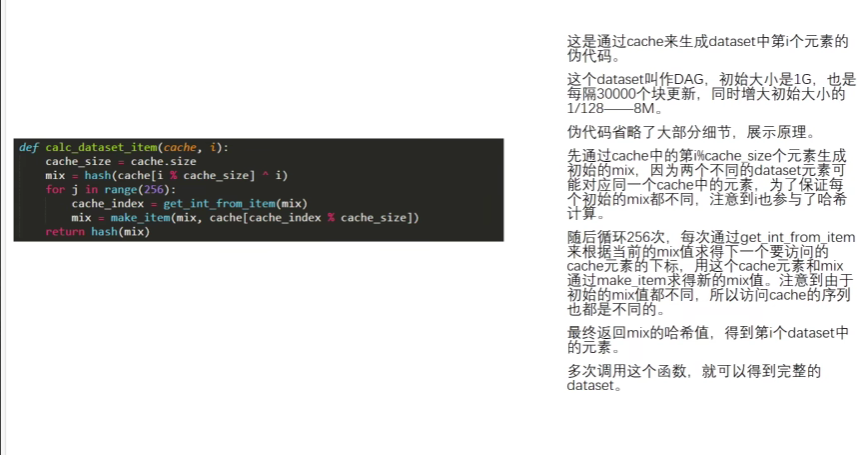 def calc_dataset_item(cache, i):
    cache_size = cache.size
    mix = hash(cache[i % cache_size] ^ i)
    for j in range(256):
        cache_index = get_int_from_item(mix)
        mix = make_item(mix, cache[cache_index % cache_size])
    return hash(mix)
这是通过cache来生成dataset中第i个元素的
伪代码。
这个dataset叫作DAG，初始大小是1G，也是
每隔30000个块更新，同时增大初始大小的
1/128——8M。
伪代码省略了大部分细节，展示原理。
先通过cache中的第i%cache_size个元素生成
初始的mix，因为两个不同的dataset元素可
能对应同一个cache中的元素，为了保证每
个初始的mix都不同，注意到i也参与了哈希
计算。
随后循环256次，每次通过get_int_from_item
来根据当前的mix值求得下一个要访问的
cache元素的下标，用这个cache元素和mix
通过make_item求得新的mix值。注意到由于
初始的mix值都不同，所以访问cache的序列
也都是不同的。
最终返回mix的哈希值，得到第i个dataset中
的元素。
多次调用这个函数，就可以得到完整的
dataset。